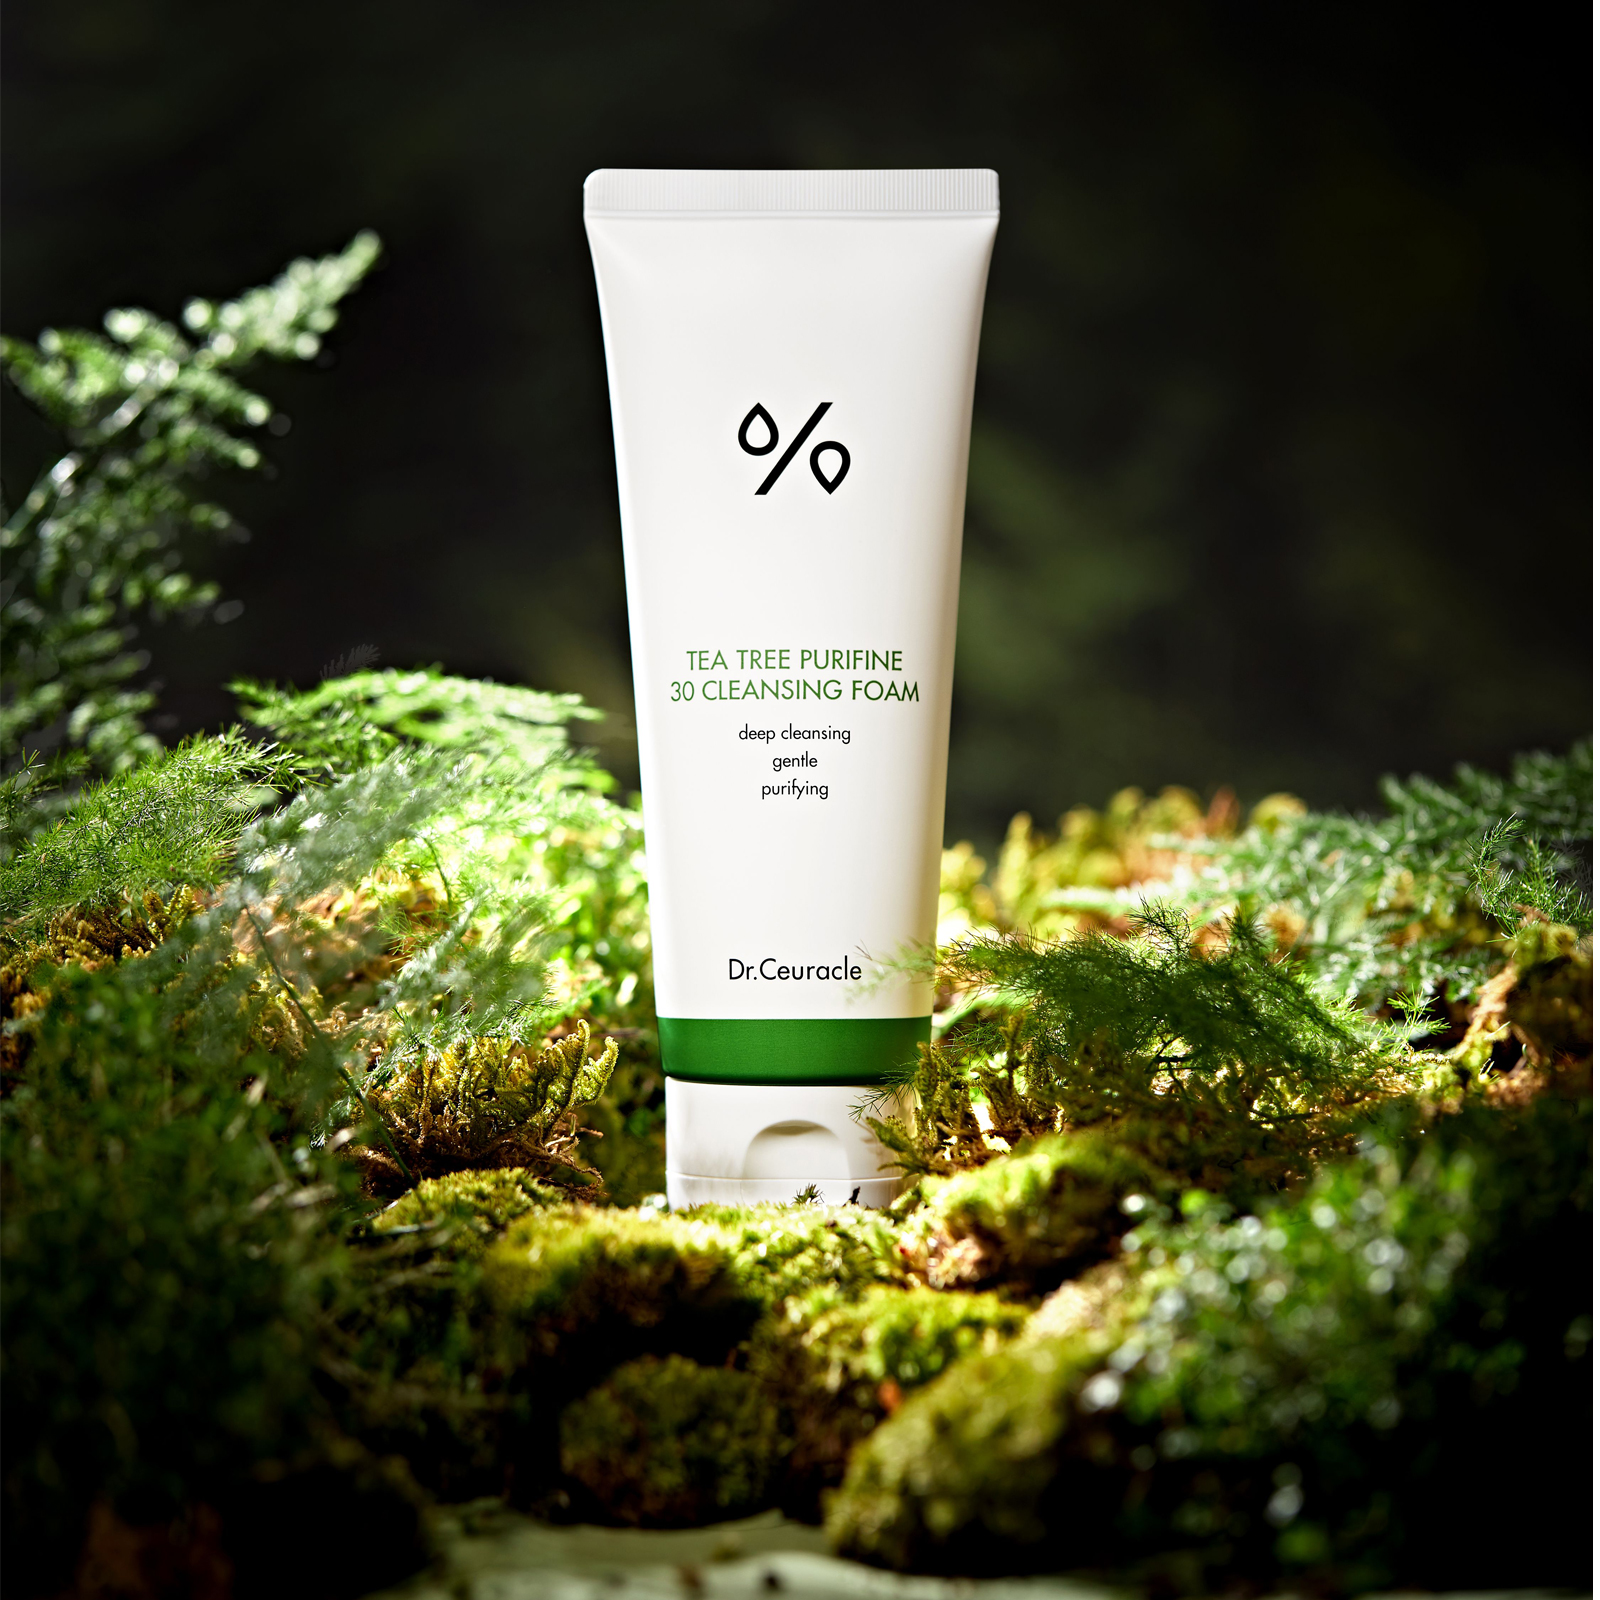 %
TEA TREE PURIFINE
30 CLEANSING FOAM
deep cleansing
gentle
purifying
Dr.Ceuracle